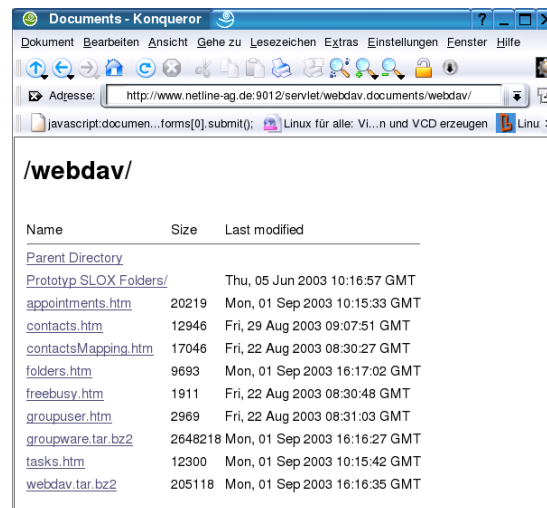 Documents - Konqueror
Dokument Bearbeiten Ansicht Gehe zu Lesezeichen Extras Einstellungen Fenster Hilfe
Adresse: http://www.netline-ag.de:9012/servlet/webdav.documents/webdav/
javascript:documen...forms[0].submit(); Linux für alle: Vi...n und VCD erzeugen Linu
/webdav/
Name Size Last modified
Parent Directory
Prototyp SLOX Folders/ Thu, 05 Jun 2003 10:16:57 GMT
appointments.htm 20219 Mon, 01 Sep 2003 10:15:33 GMT
contacts.htm 12946 Fri, 29 Aug 2003 09:07:51 GMT
contactsMapping.htm 17046 Fri, 22 Aug 2003 08:30:27 GMT
folders.htm 9693 Mon, 01 Sep 2003 16:17:02 GMT
freebusy.htm 1911 Fri, 22 Aug 2003 08:30:48 GMT
groupuser.htm 2969 Fri, 22 Aug 2003 08:31:03 GMT
groupware.tar.bz2 2648218 Mon, 01 Sep 2003 16:16:27 GMT
tasks.htm 12300 Mon, 01 Sep 2003 10:15:42 GMT
webdav.tar.bz2 205118 Mon, 01 Sep 2003 16:16:35 GMT